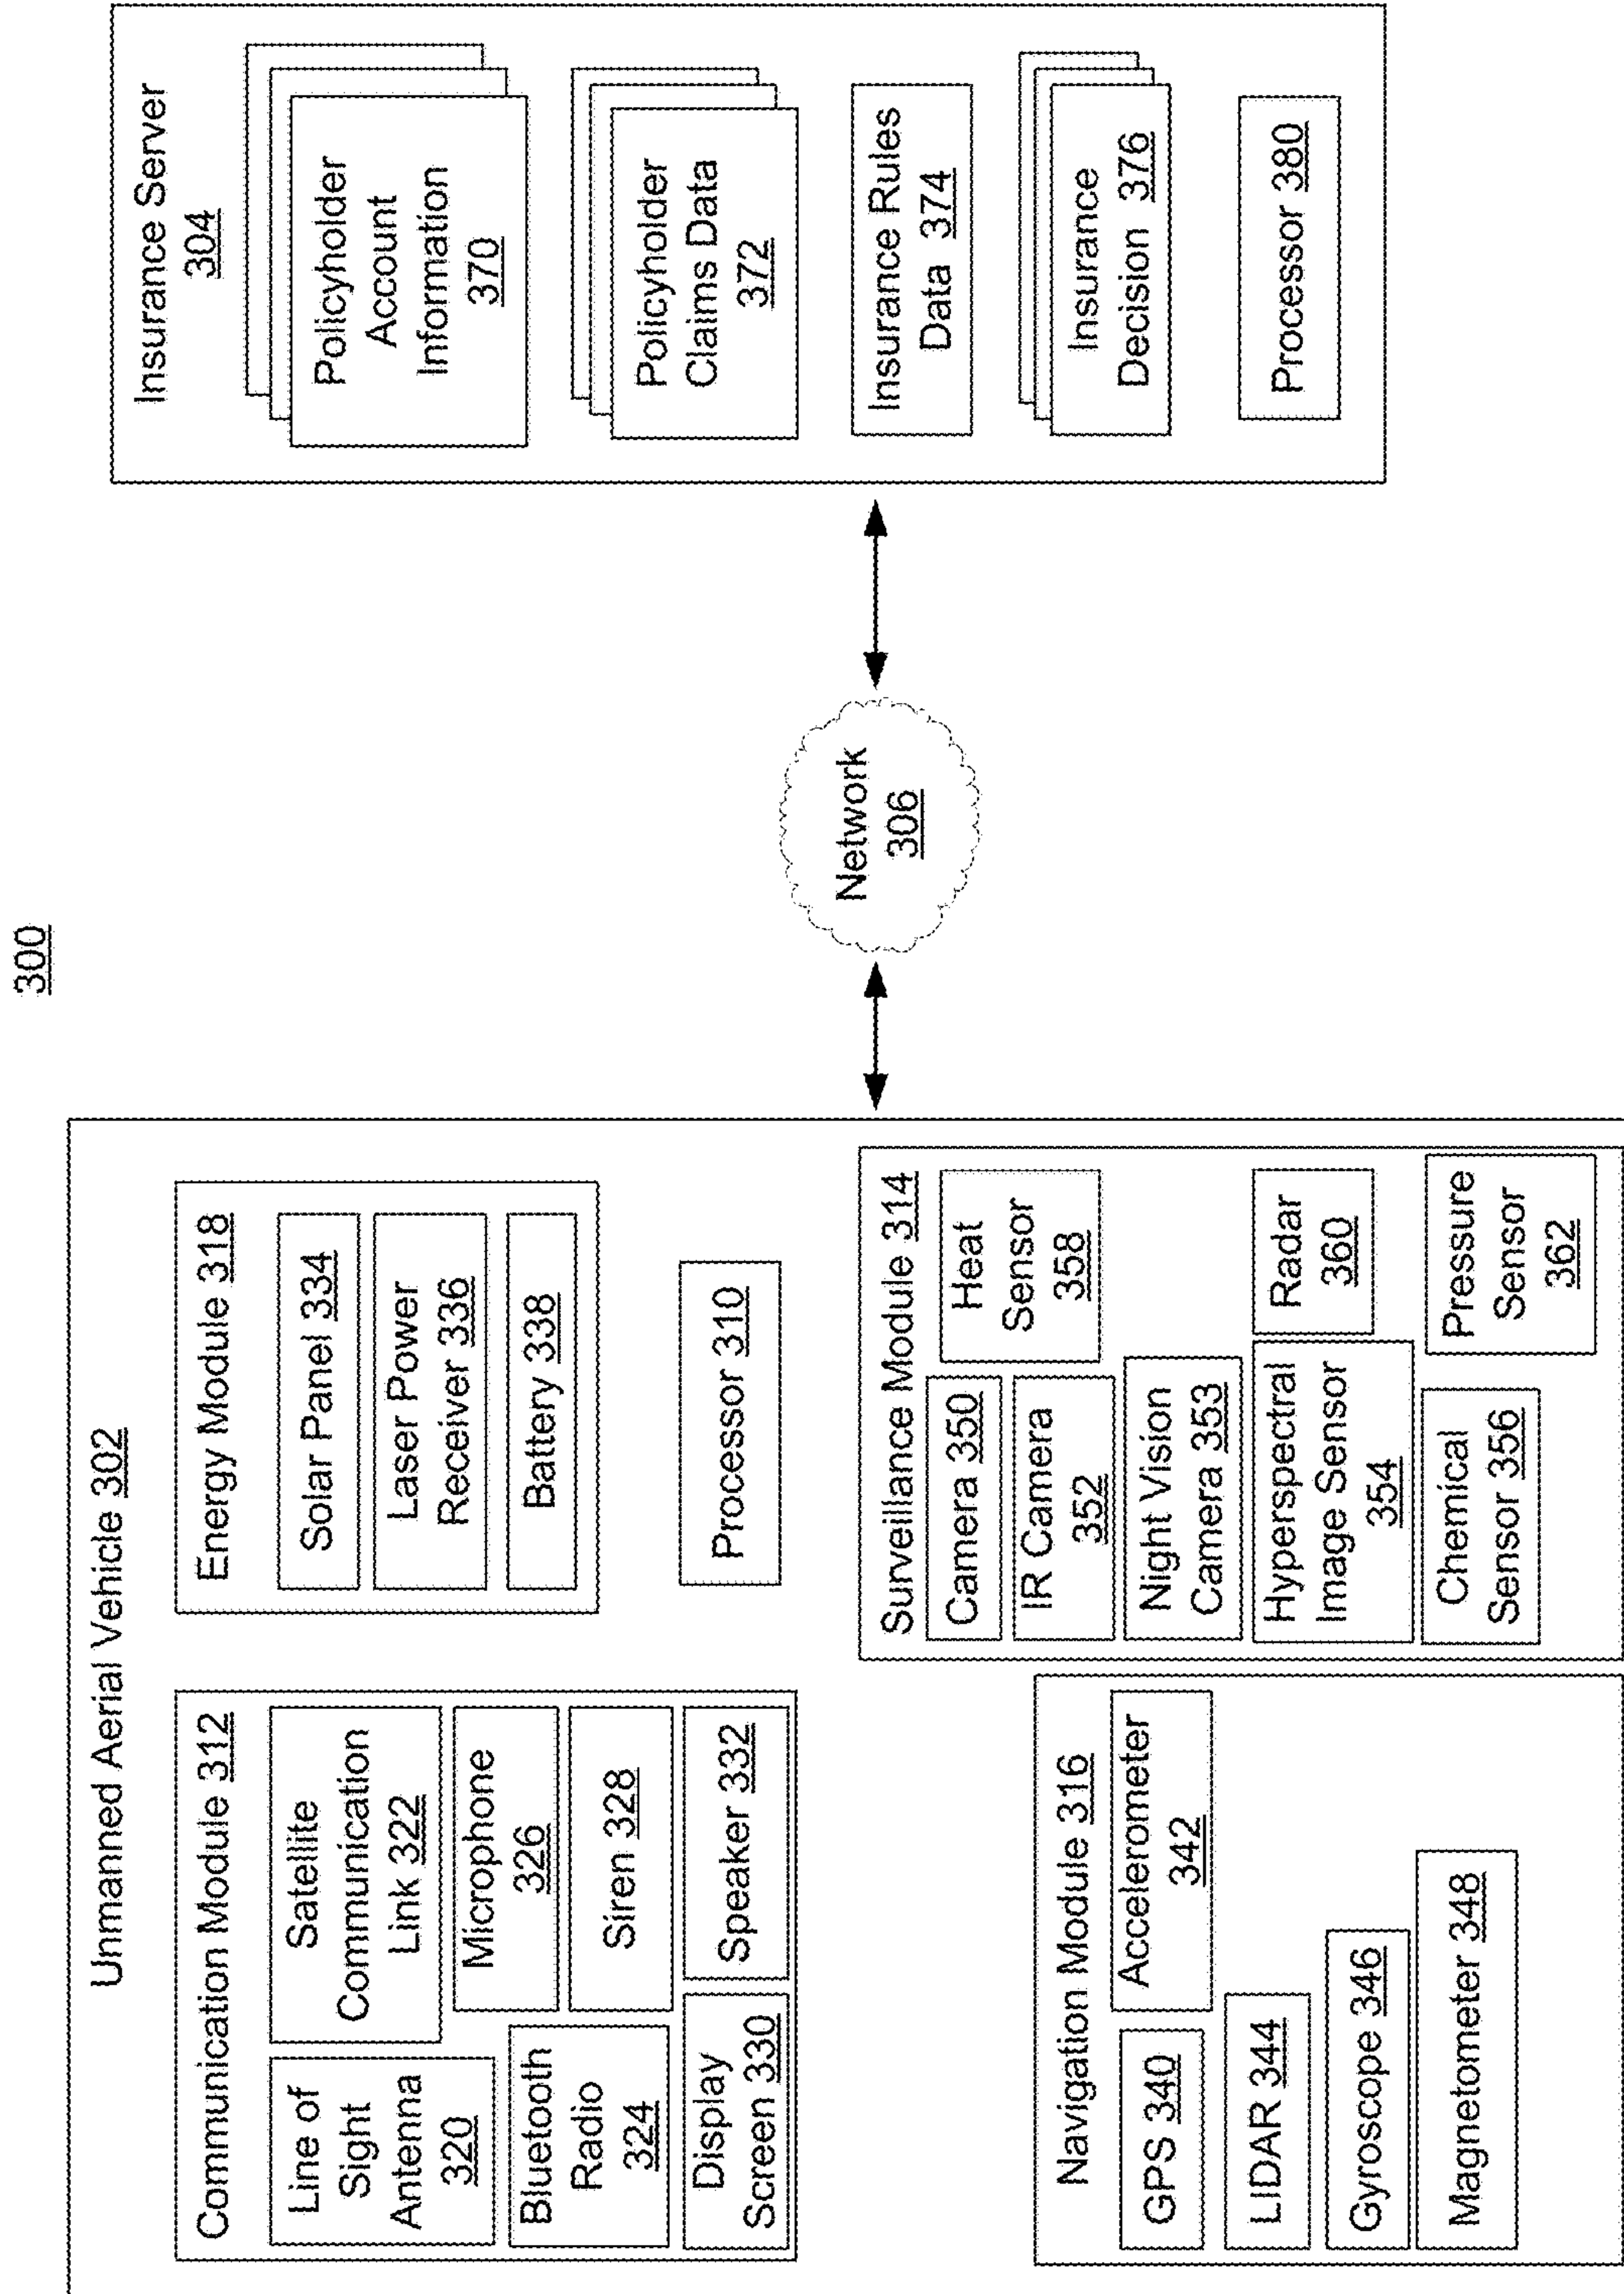 300
Unmanned Aerial Vehicle 302
Communication Module 312
Line of
Sight
Antenna
320
Satellite
Communication
Link 322
Bluetooth
Radio
324
Microphone
326
Siren 328
Display
Screen 330
Speaker 332
Energy Module 318
Solar Panel 334
Laser Power
Receiver 336
Battery 338
Processor 310
Navigation Module 316
GPS 340
Accelerometer
342
LIDAR 344
Gyroscope 346
Magnetometer 348
Surveillance Module 314
Camera 350
Heat
Sensor
358
IR Camera
352
Night Vision
Camera 353
Hyperspectral
Image Sensor
354
Radar
360
Chemical
Sensor 356
Pressure
Sensor
362
Network
306
Insurance Server
304
Policyholder
Account
Information
370
Policyholder
Claims Data
372
Insurance Rules
Data 374
Insurance
Decision 376
Processor 380